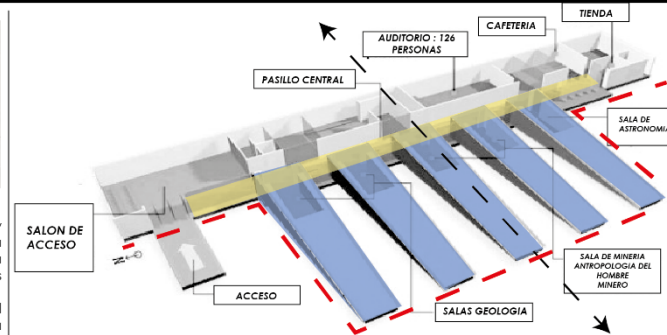 TIENDA
CAFETERIA
AUDITORIO : 126
PERSONAS
PASILLO CENTRAL
SALA DE
ASTRONOMIA
SALON DE
ACCESO
N
ACCESO
SALAS GEOLOGIA
SALA DE MINERIA
ANTROPOLOGIA DEL
HOMBRE
MINERO